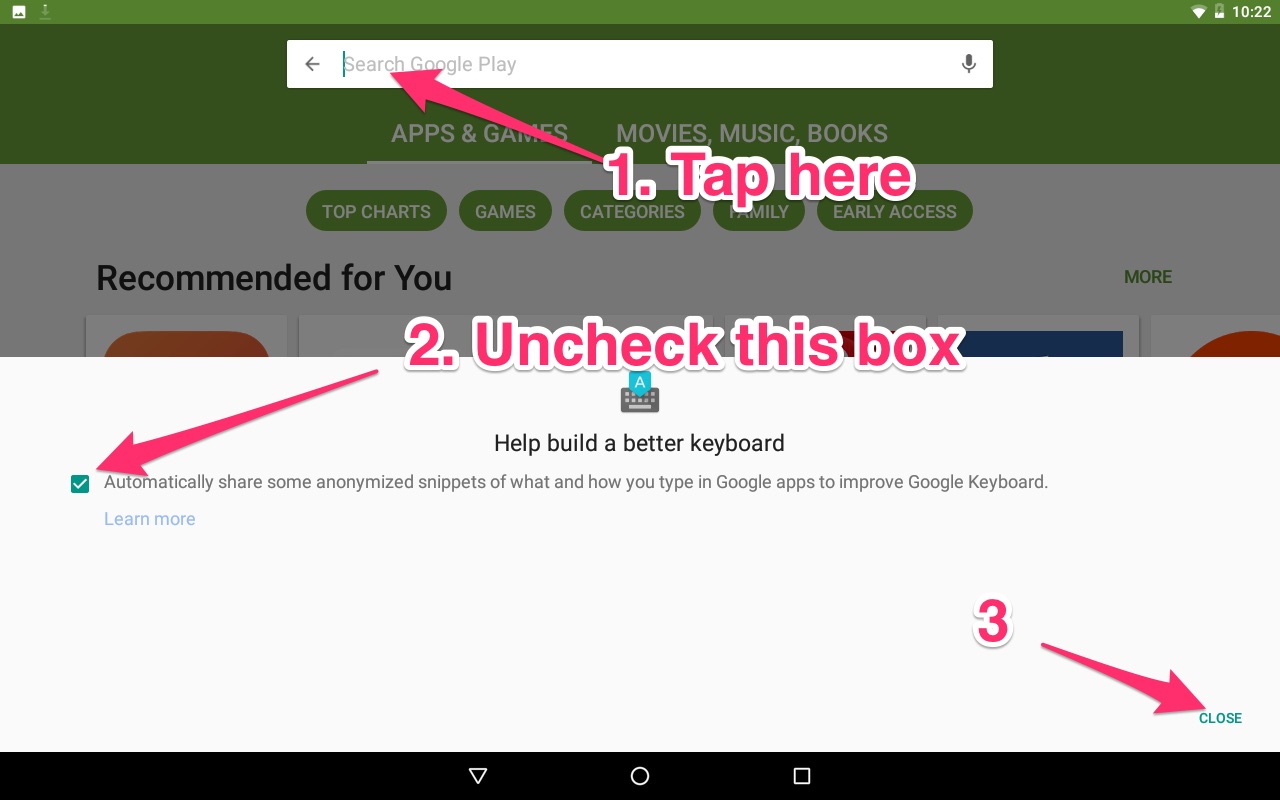 10:22
Search Google Play
APPS & GAMES MOVIES, MUSIC, BOOKS
1. Tap here
TOP CHARTS GAMES CATEGORIES FAMILY EARLY ACCESS
Recommended for You MORE
2. Uncheck this box
A
Help build a better keyboard
Automatically share some anonymized snippets of what and how you type in Google apps to improve Google Keyboard.
Learn more
3
CLOSE